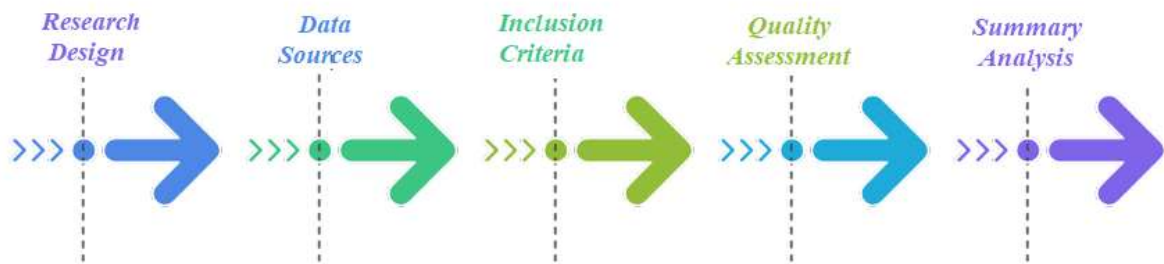 Research
Design
Data
Sources
Inclusion
Criteria
Quality
Assessment
Summary
Analysis